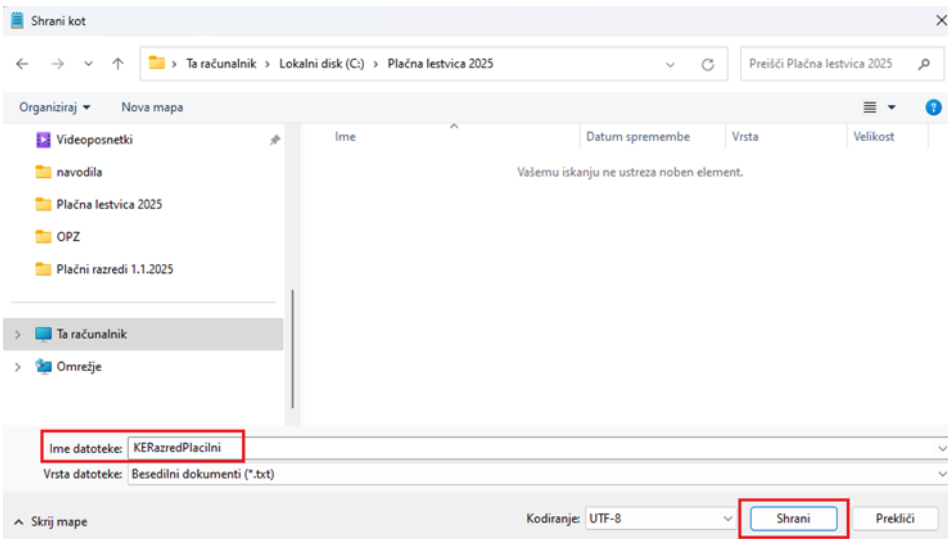 Shrani kot
Ta računalnik > Lokalni disk (C:) > Plačna lestvica 2025
Preišči Plačna lestvica 2025
Organiziraj
Nova mapa
Videoposnetki
navodila
Plačna lestvica 2025
OPZ
Plačni razredi 1.1.2025
Ta računalnik
Omrežje
Ime
Datum spremembe
Vrsta
Velikost
Vašemu iskanju ne ustreza noben element.
Ime datoteke: KERazredPlacilni
Vrsta datoteke: Besedilni dokumenti (*.txt)
Skrij mape
Kodiranje: UTF-8
Shrani
Prekliči